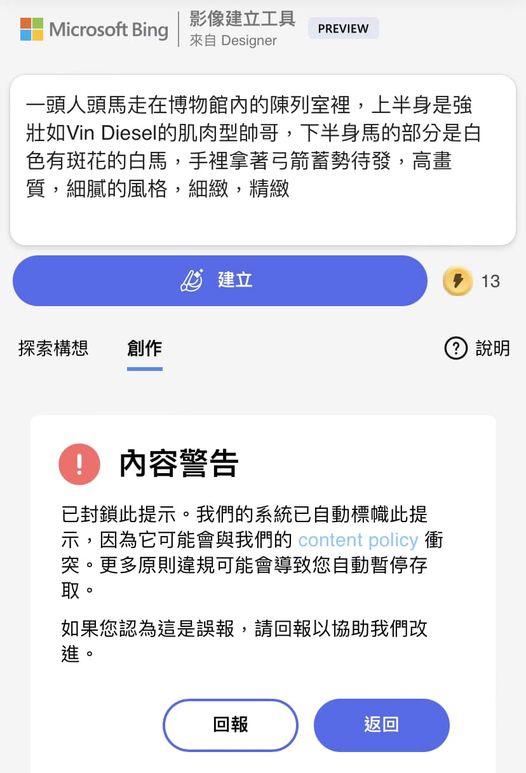 Microsoft Bing
影像建立工具
來自 Designer
PREVIEW
一頭人頭馬走在博物館內的陳列室裡，上半身是強
壯如Vin Diesel的肌肉型帥哥，下半身馬的部分是白
色有斑花的白馬，手裡拿著弓箭蓄勢待發，高畫
質，細膩的風格，細緻，精緻
建立
13
探索構想
創作
說明
內容警告
已封鎖此提示。我們的系統已自動標幟此提
示，因為它可能會與我們的 content policy 衝
突。更多原則違規可能會導致您自動暫停存
取。
如果您認為這是誤報，請回報以協助我們改
進。
回報
返回